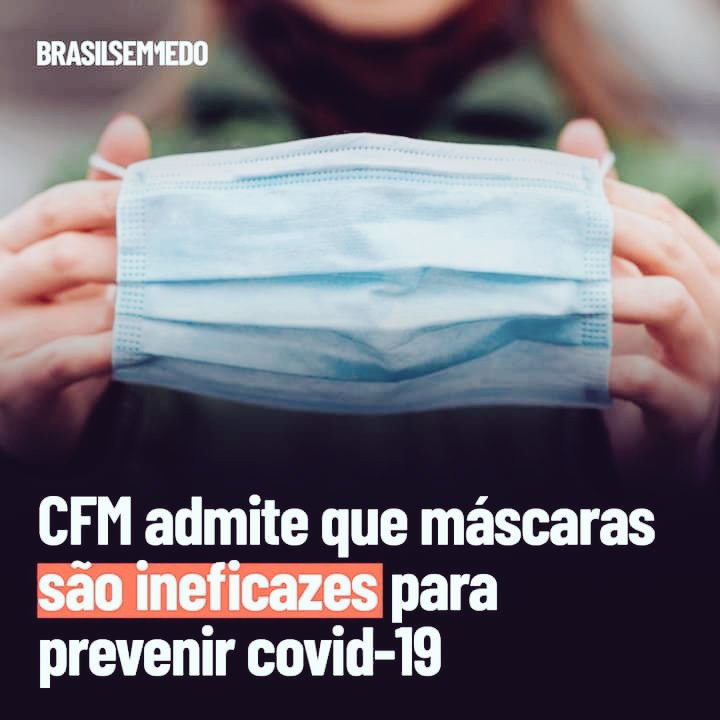 BRASILSEMMEDO
CFM admite que máscaras
são ineficazes para
prevenir covid-19